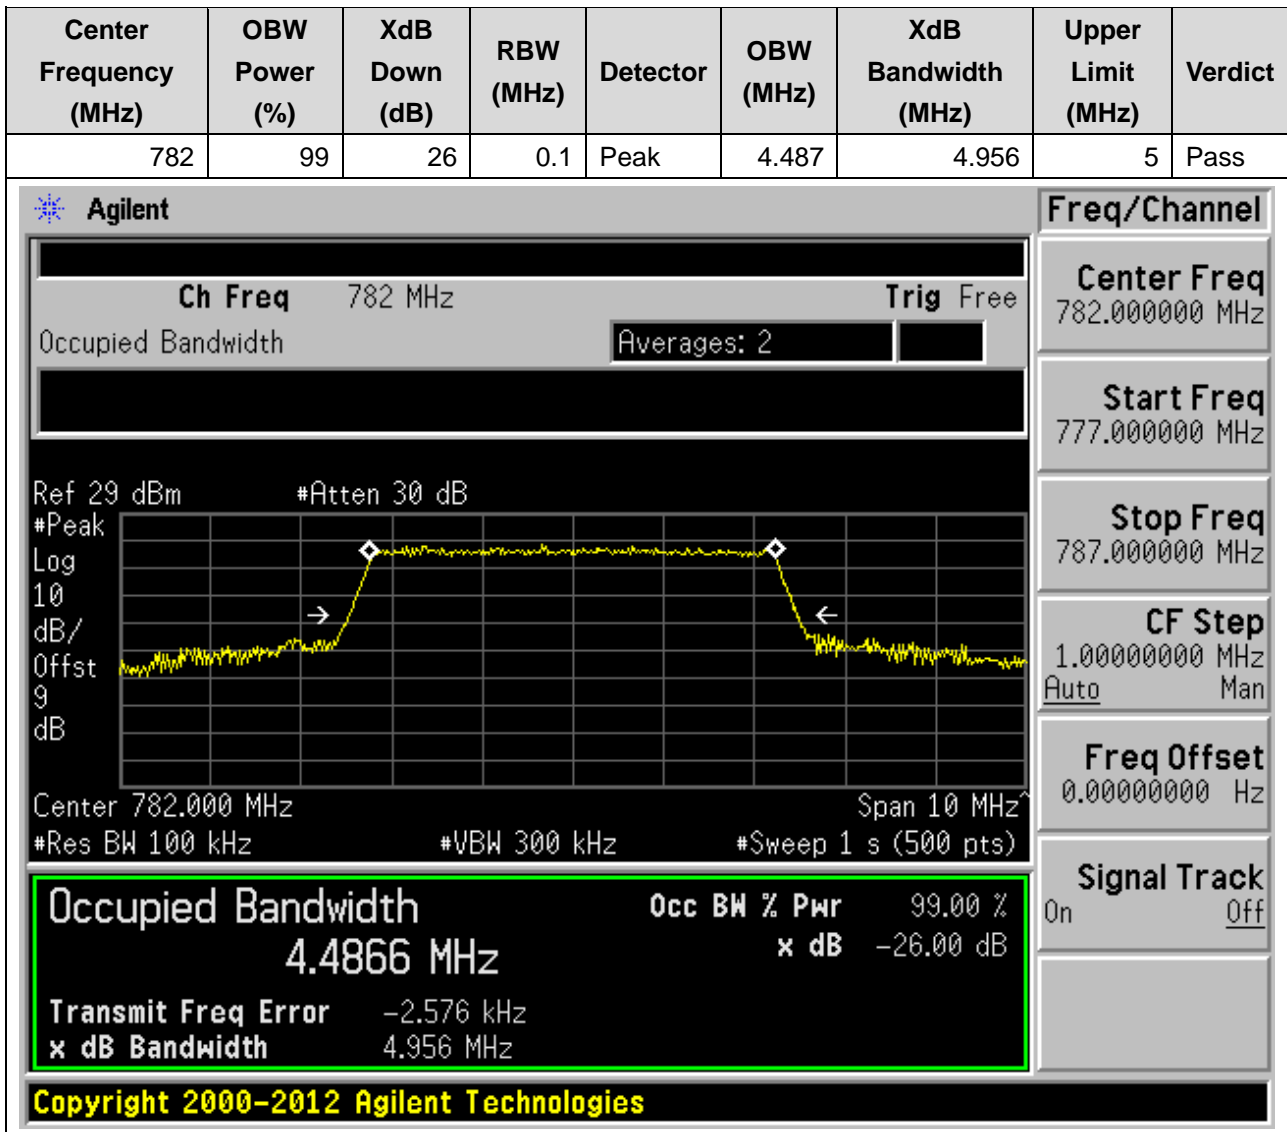 Center Frequency (MHz) OBW Power (%) XdB Down (dB) RBW (MHz) Detector OBW (MHz) XdB Bandwidth (MHz) Upper Limit (MHz) Verdict
782 99 26 0.1 Peak 4.487 4.956 5 Pass
Agilent
Freq/Channel
Ch Freq 782 MHz Trig Free
Occupied Bandwidth Averages: 2
Center Freq
782.000000 MHz
Start Freq
777.000000 MHz
Stop Freq
787.000000 MHz
CF Step
1.00000000 MHz
Auto Man
Freq Offset
0.00000000 Hz
Signal Track
On Off
Ref 29 dBm #Atten 30 dB
#Peak
Log
10
dB/
Offst
9
dB
Center 782.000 MHz Span 10 MHz^
#Res BW 100 kHz #VBW 300 kHz #Sweep 1 s (500 pts)
Occupied Bandwidth
4.4866 MHz
Occ BW % Pwr 99.00 %
x dB -26.00 dB
Transmit Freq Error -2.576 kHz
x dB Bandwidth 4.956 MHz
Copyright 2000-2012 Agilent Technologies